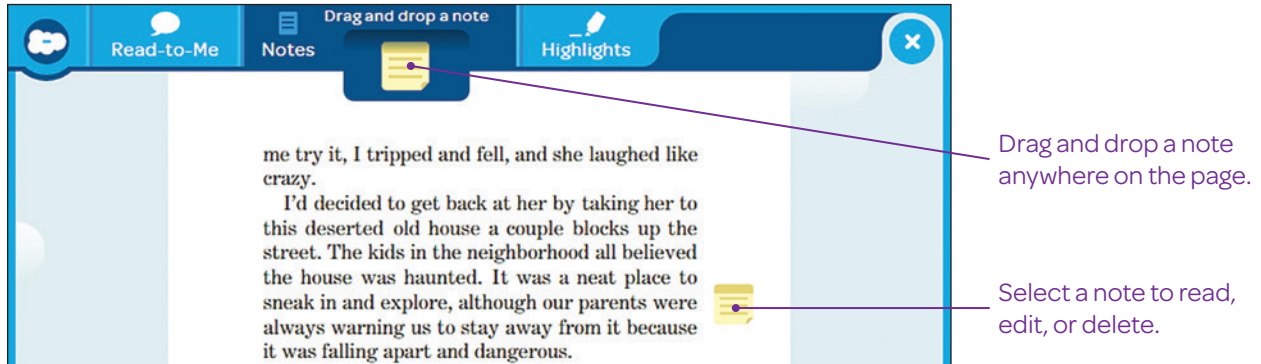 Drag and drop a note
Read-to-Me
Notes
Highlights
me try it, I tripped and fell, and she laughed like
crazy.
I'd decided to get back at her by taking her to
this deserted old house a couple blocks up the
street. The kids in the neighborhood all believed
the house was haunted. It was a neat place to
sneak in and explore, although our parents were
always warning us to stay away from it because
it was falling apart and dangerous.
Drag and drop a note
anywhere on the page.
Select a note to read,
edit, or delete.